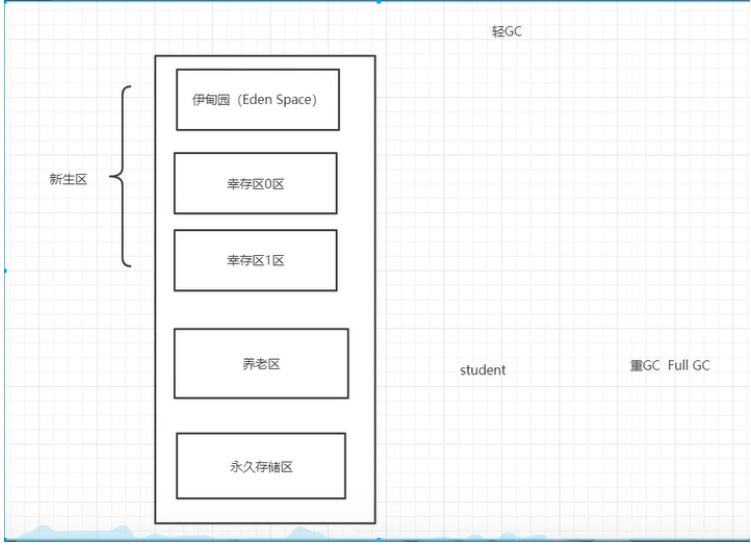 轻GC
伊甸园（Eden Space）
新生区
幸存区0区
幸存区1区
养老区
student
重GC Full GC
永久存储区